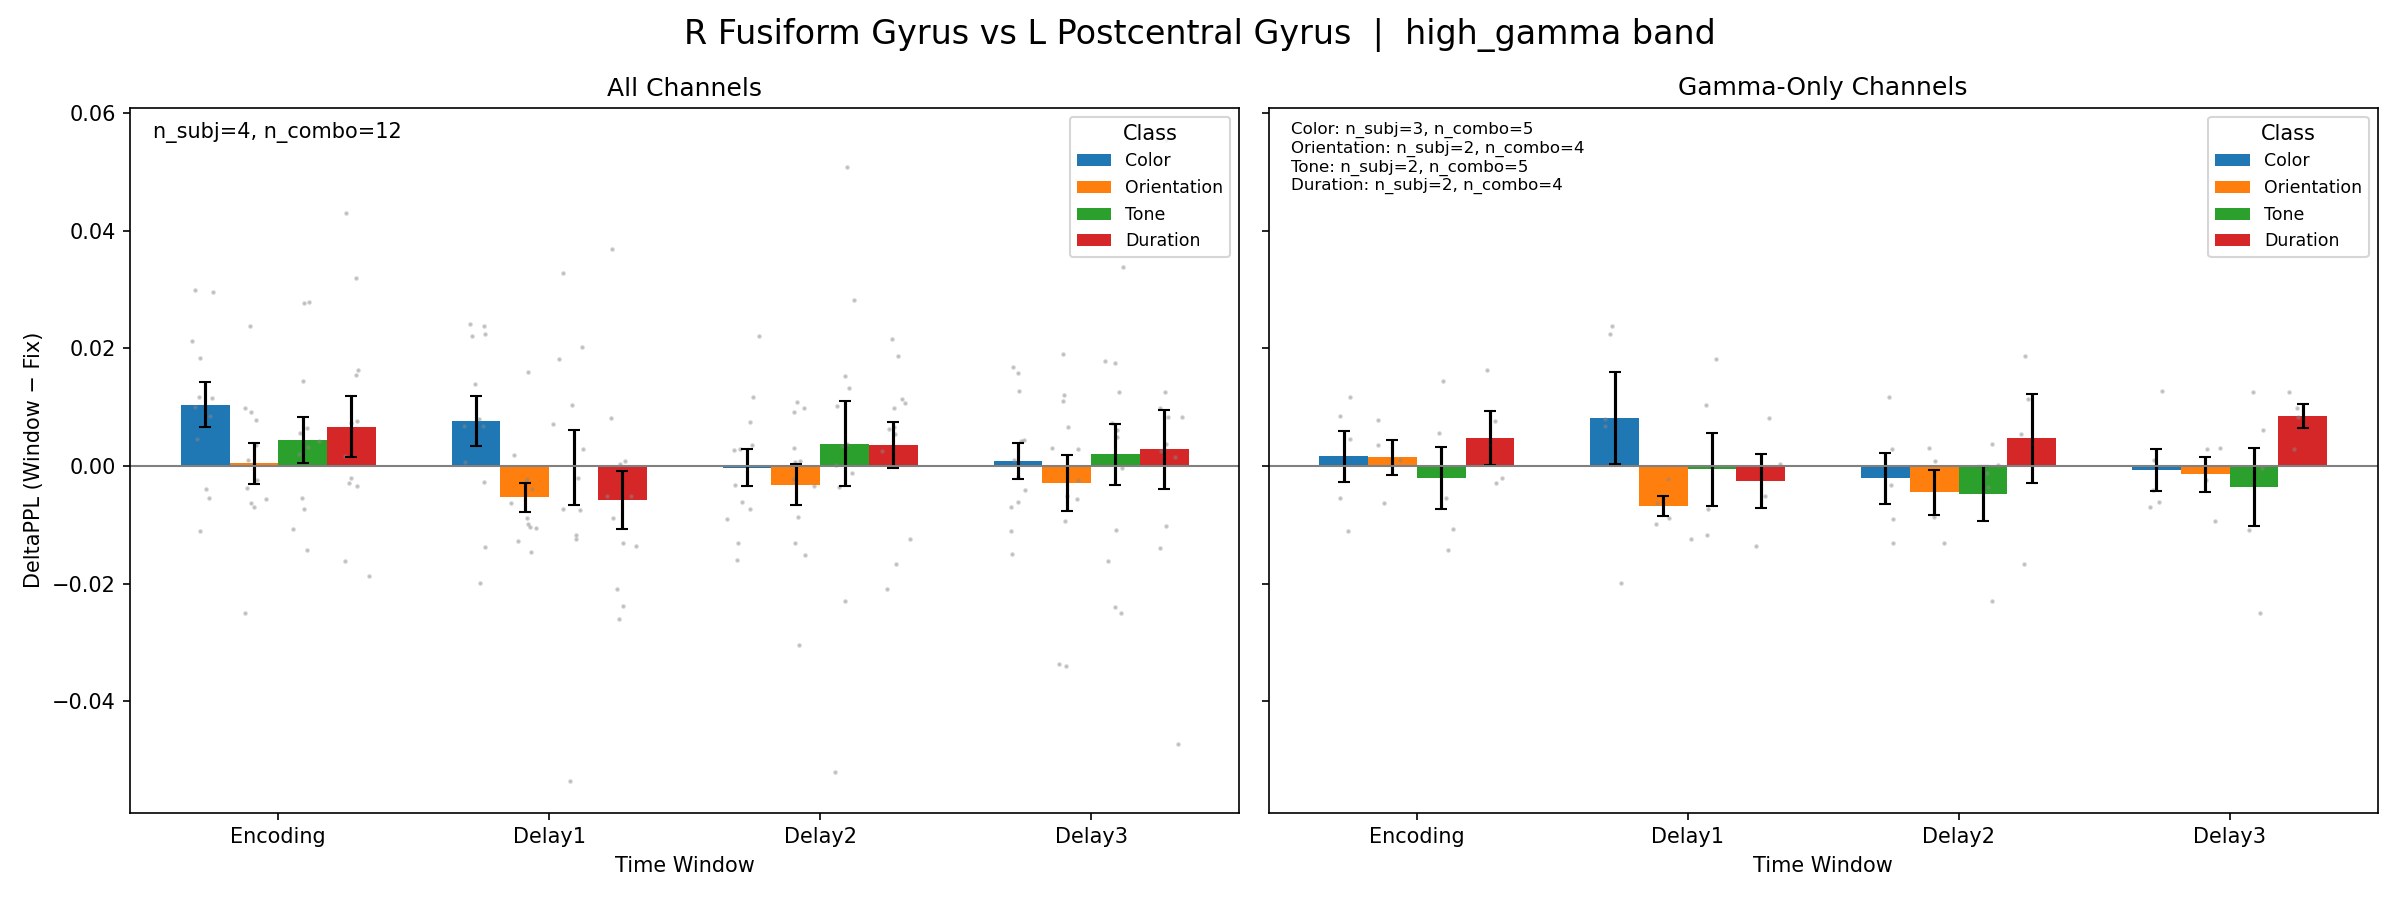 R Fusiform Gyrus vs L Postcentral Gyrus | high_gamma band
All Channels
n_subj=4, n_combo=12
Class
Color
Orientation
Tone
Duration
0.06
0.04
0.02
0.00
−0.02
−0.04
DeltaPPL (Window − Fix)
Encoding
Delay1
Delay2
Delay3
Time Window
Gamma-Only Channels
Color: n_subj=3, n_combo=5
Orientation: n_subj=2, n_combo=4
Tone: n_subj=2, n_combo=5
Duration: n_subj=2, n_combo=4
Class
Color
Orientation
Tone
Duration
Encoding
Delay1
Delay2
Delay3
Time Window